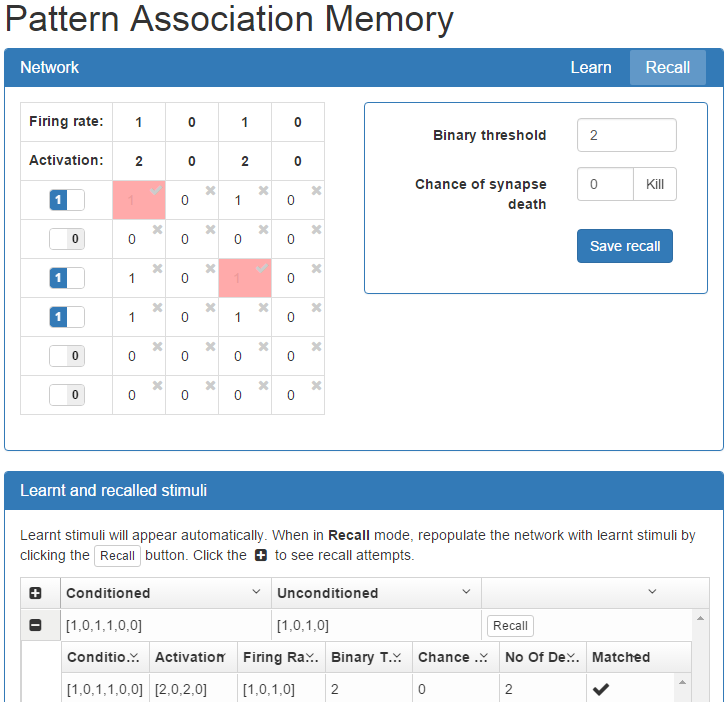 Pattern Association Memory
Network Learn Recall
Firing rate: 1 0 1 0
Activation: 2 0 2 0
1 1 0 1 0
0 0 0 0 0
1 1 0 1 0
1 1 0 1 0
0 0 0 0 0
0 0 0 0 0
Binary threshold 2
Chance of synapse
death 0 Kill
Save recall
Learnt and recalled stimuli
Learnt stimuli will appear automatically. When in Recall mode, repopulate the network with learnt stimuli by
clicking the Recall button. Click the + to see recall attempts.
Conditioned Unconditioned
[1,0,1,1,0,0] [1,0,1,0] Recall
Conditio... Activation Firing Ra... Binary T... Chance ... No Of De... Matched
[1,0,1,1,0,0] [2,0,2,0] [1,0,1,0] 2 0 2